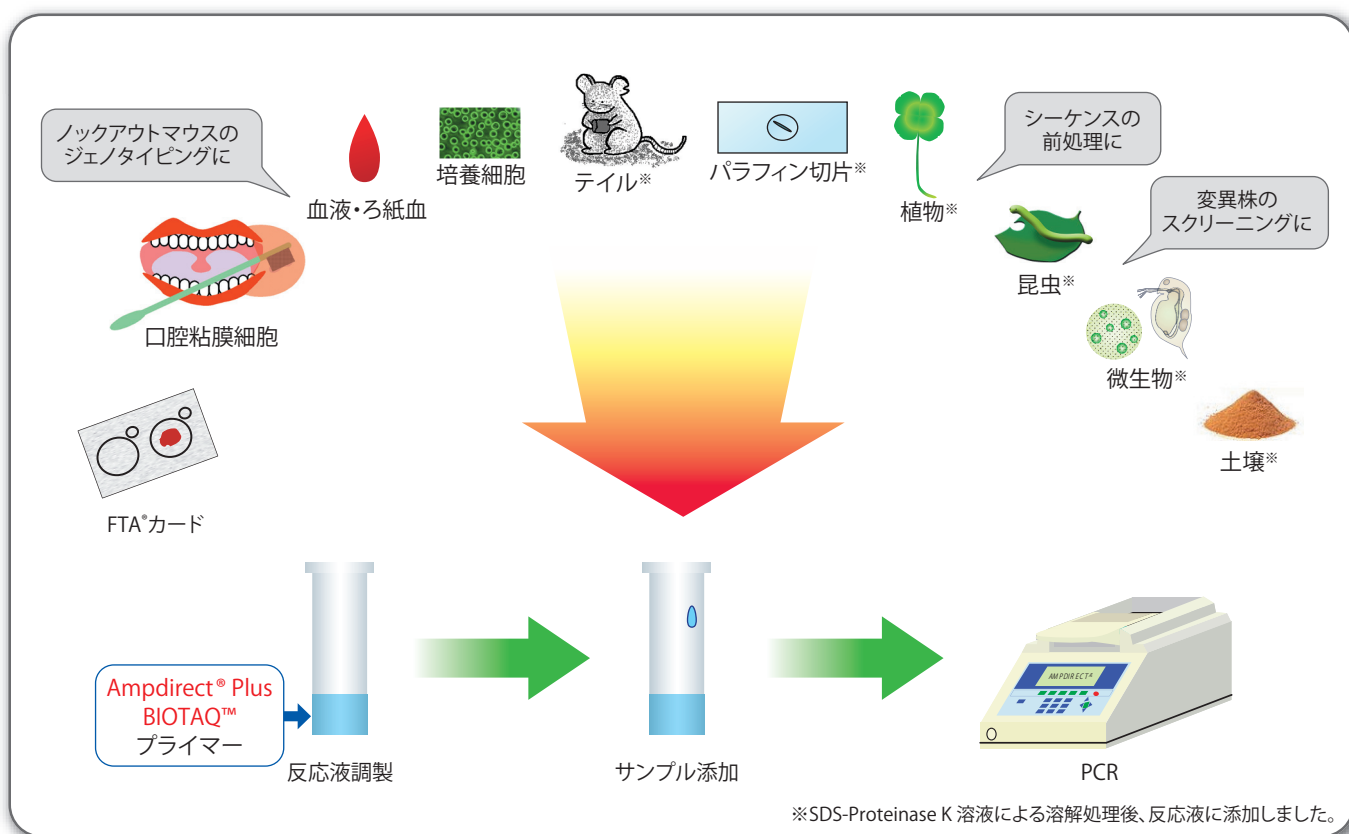 ノックアウトマウスの
ジェノタイピングに
血液・ろ紙血
培養細胞
テイル※
パラフィン切片※
植物※
シーケンスの
前処理に
昆虫※
変異株の
スクリーニングに
微生物※
土壌※
口腔粘膜細胞
FTA®カード
Ampdirect® Plus
BIOTAQ™
プライマー
反応液調製
サンプル添加
AMPDIRECT®
PCR
※SDS-Proteinase K 溶液による溶解処理後、反応液に添加しました。